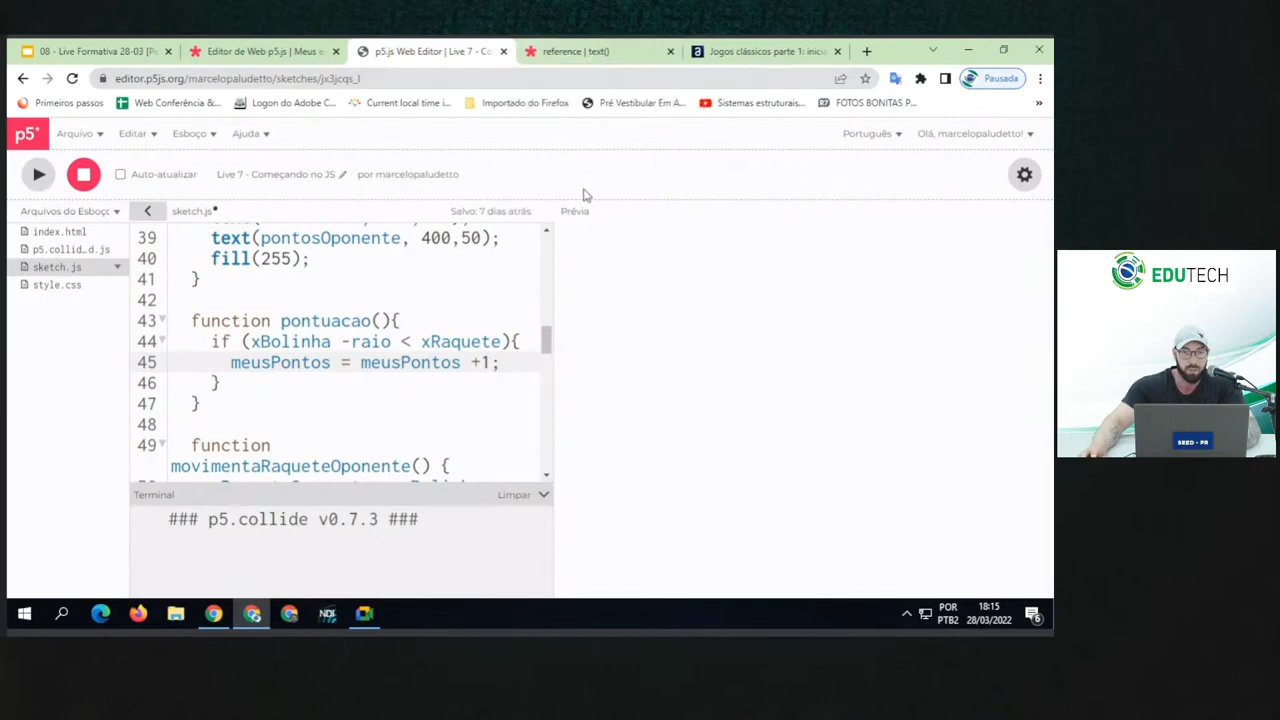 08 - Live Formativa 28-03 [P
Editor de Web p5.js | Meus e
p5.js Web Editor | Live 7 - Co
reference | text()
Jogos clássicos parte 1: inicia
editor.p5js.org/marcelopaludetto/sketches/jx3jcqs_l
Pausada
Primeiros passos
Web Conferência &...
Logon do Adobe C...
Current local time i...
Importado do Firefox
Pré Vestibular Em A...
Sistemas estruturais...
FOTOS BONITAS P...
»
p5*
Arquivo
Editar
Esboço
Ajuda
Português
Olá, marcelopaludetto!
Auto-atualizar
Live 7 - Começando no JS
por marcelopaludetto
Arquivos do Esboç
sketch.js
Salvo: 7 dias atrás
Prévia
index.html
p5.collid…d.js
sketch.js
style.css
39 text(pontosOponente, 400,50);
40 fill(255);
41 }
42
43 function pontuacao(){
44 if (xBolinha -raio < xRaquete){
45 meusPontos = meusPontos +1;
46 }
47 }
48
49 function
movimentaRaqueteOponente() {
Terminal
Limpar
### p5.collide v0.7.3 ###
EDUTECH
SEED - PR
POR
PTB2
18:15
28/03/2022
6